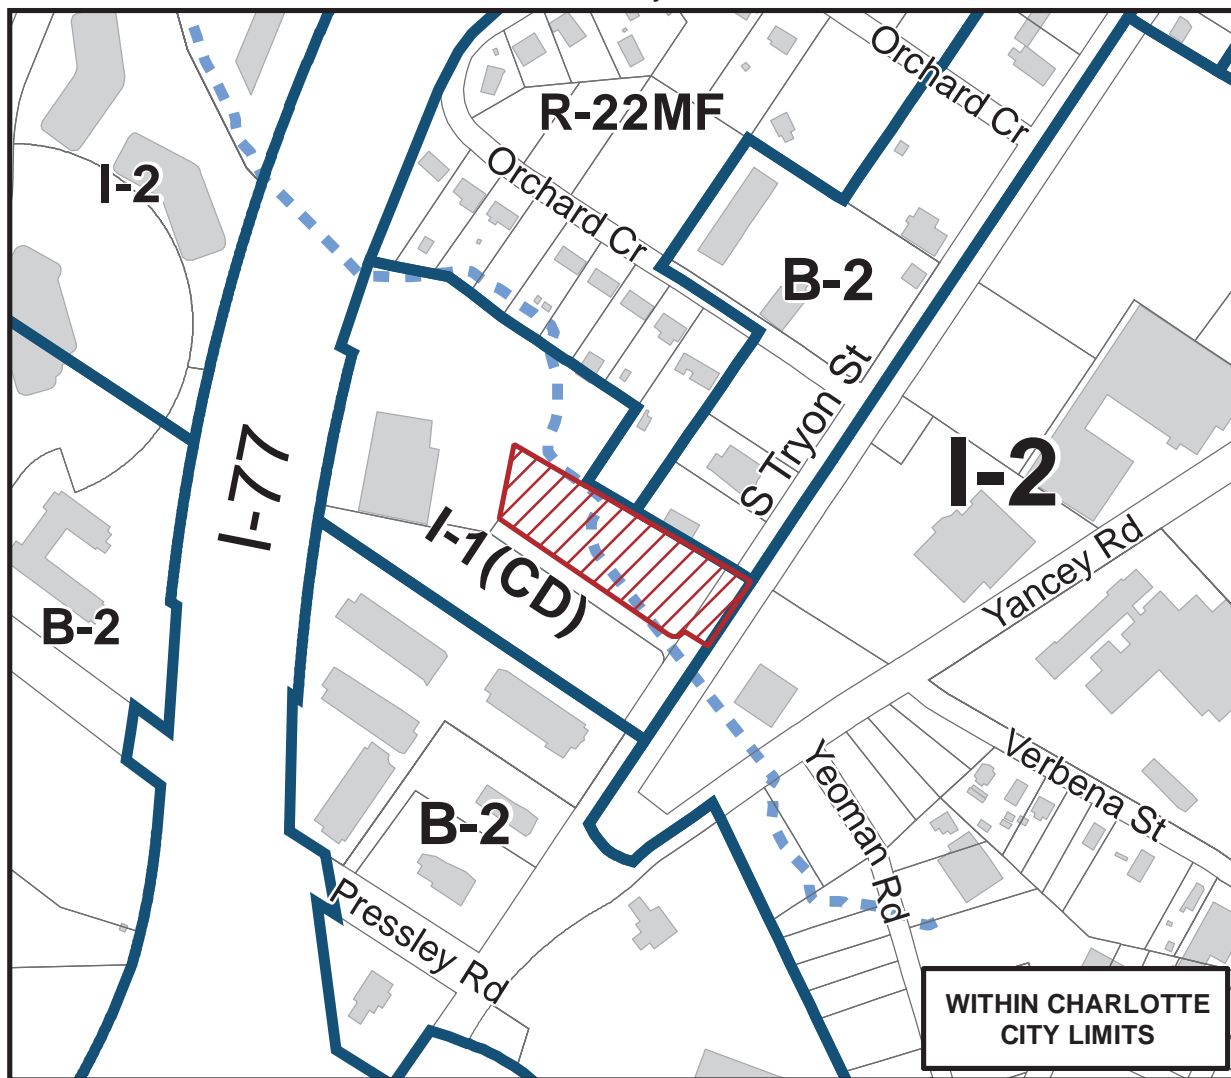 Orchard Cr
R-22MF
I-2
Orchard Cr
B-2
S Tryon St
I-77
I-2
I-1(CD)
Yancey Rd
B-2
Verbena St
Yeoman Rd
B-2
Pressley Rd
WITHIN CHARLOTTE
CITY LIMITS